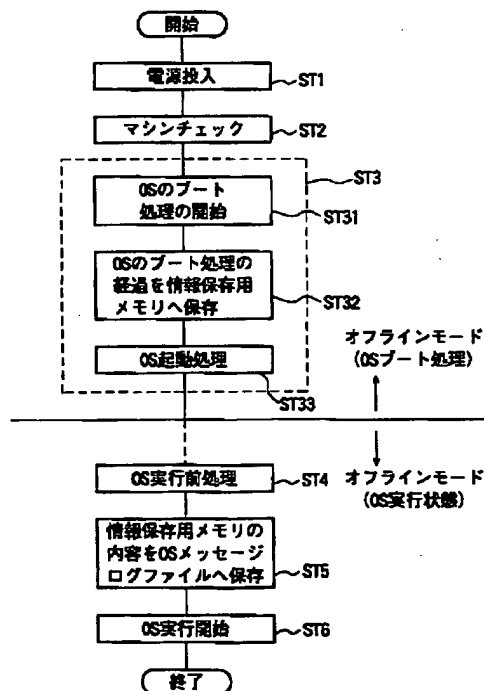 開始
電源投入
ST1
マシンチェック
ST2
ST3
OSのブート
処理の開始
ST31
OSのブート処理の
経過を情報保存用
メモリへ保存
ST32
オフラインモード
(OSブート処理)
OS起動処理
ST33
OS実行前処理
ST4
オフラインモード
(OS実行状態)
情報保存用メモリの
内容をOSメッセージ
ログファイルへ保存
ST5
OS実行開始
ST6
終了